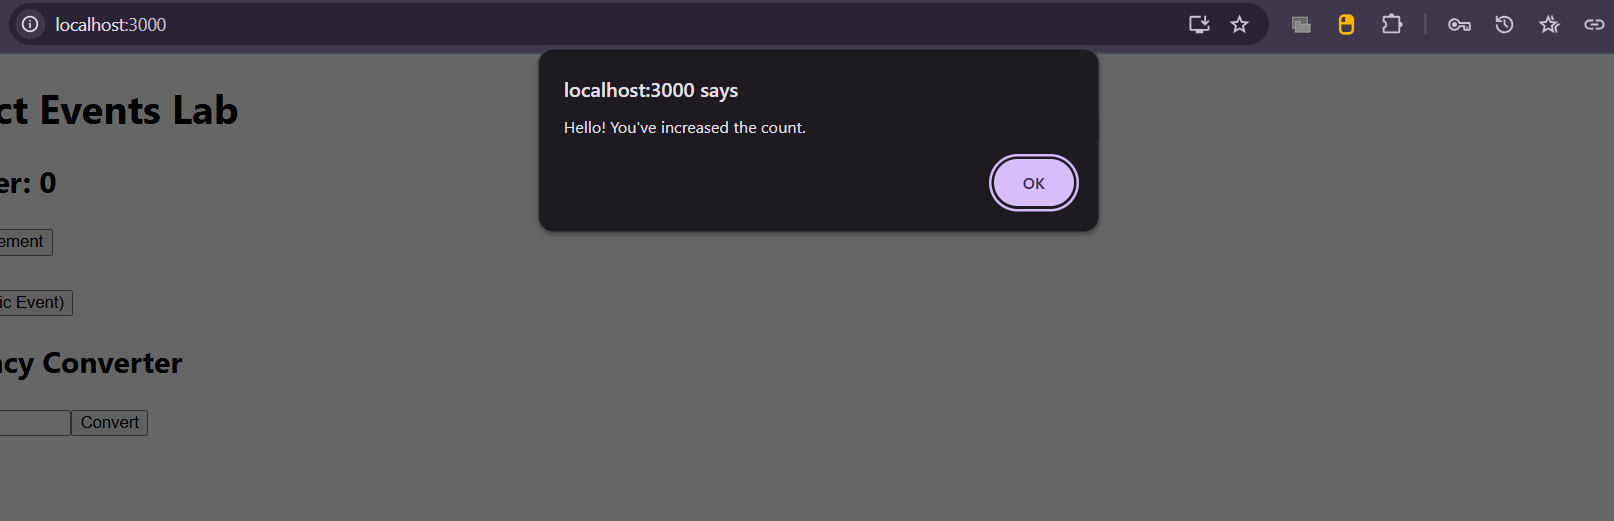 localhost:3000
localhost:3000 says
Hello! You've increased the count.
OK
ct Events Lab
er: 0
ement
ic Event)
ncy Converter
Convert